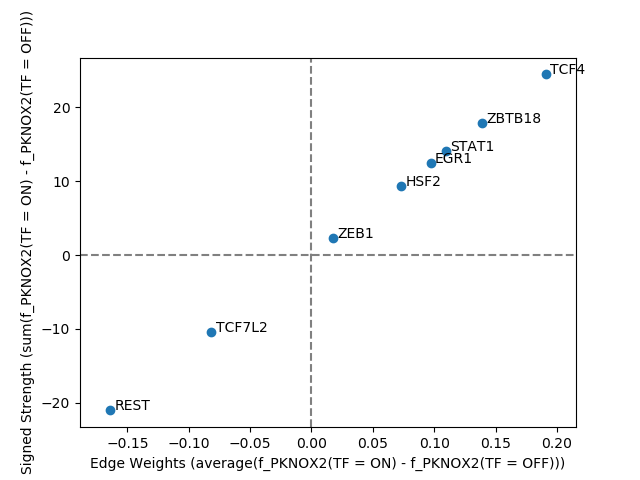 Signed Strength (sum(f_PKNOX2(TF = ON) - f_PKNOX2(TF = OFF)))
20
10
0
−10
−20
TCF4
ZBTB18
STAT1
EGR1
HSF2
ZEB1
TCF7L2
REST
−0.15
−0.10
−0.05
0.00
0.05
0.10
0.15
0.20
Edge Weights (average(f_PKNOX2(TF = ON) - f_PKNOX2(TF = OFF)))